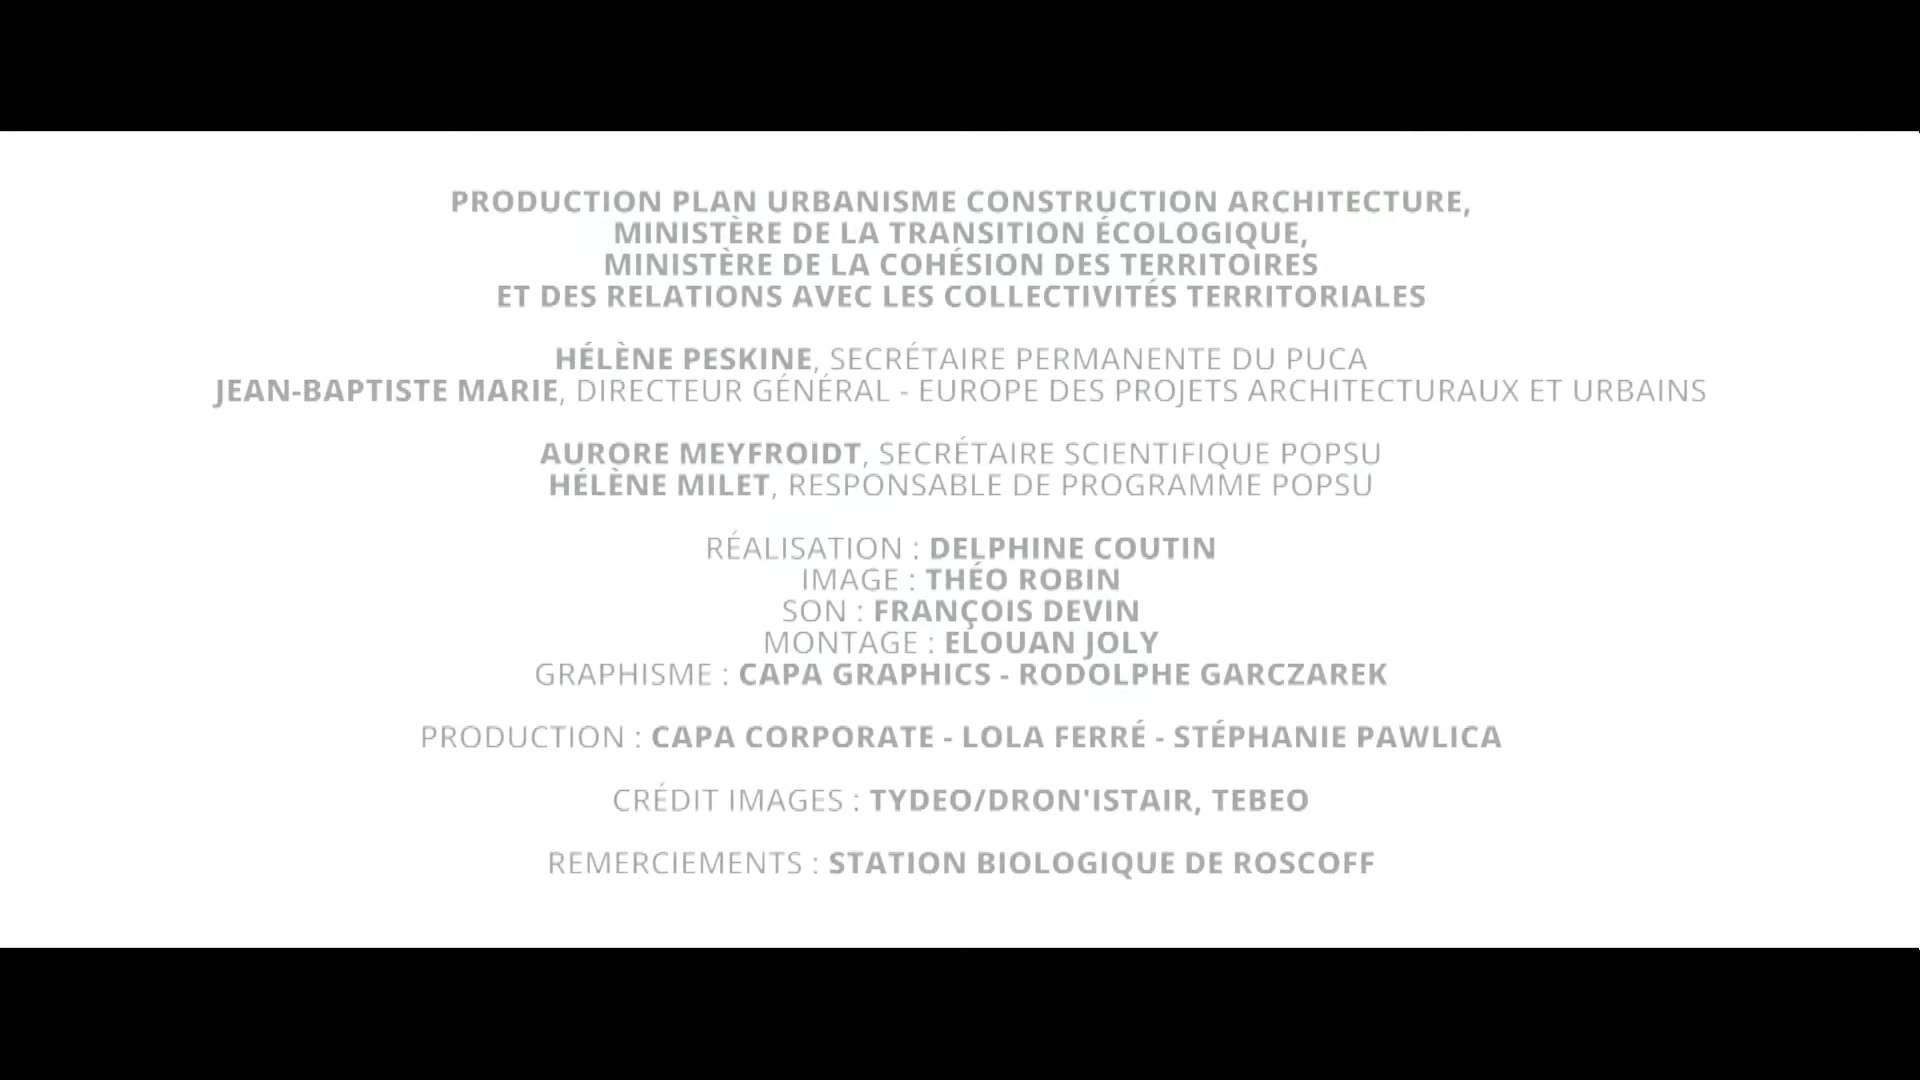 PRODUCTION PLAN URBANISME CONSTRUCTION ARCHITECTURE,
MINISTÈRE DE LA TRANSITION ÉCOLOGIQUE,
MINISTÈRE DE LA COHÉSION DES TERRITOIRES
ET DES RELATIONS AVEC LES COLLECTIVITÉS TERRITORIALES
HÉLÈNE PESKINE, SECRÉTAIRE PERMANENTE DU PUCA
JEAN-BAPTISTE MARIE, DIRECTEUR GÉNÉRAL - EUROPE DES PROJETS ARCHITECTURAUX ET URBAINS
AURORE MEYFROIDT, SECRÉTAIRE SCIENTIFIQUE POPSU
HÉLÈNE MILET, RESPONSABLE DE PROGRAMME POPSU
RÉALISATION : DELPHINE COUTIN
IMAGE : THÉO ROBIN
SON : FRANÇOIS DEVIN
MONTAGE : ELOUAN JOLY
GRAPHISME : CAPA GRAPHICS - RODOLPHE GARCZAREK
PRODUCTION : CAPA CORPORATE - LOLA FERRÉ - STÉPHANIE PAWLICA
CRÉDIT IMAGES : TYDEO/DRON'ISTAIR, TEBEO
REMERCIEMENTS : STATION BIOLOGIQUE DE ROSCOFF